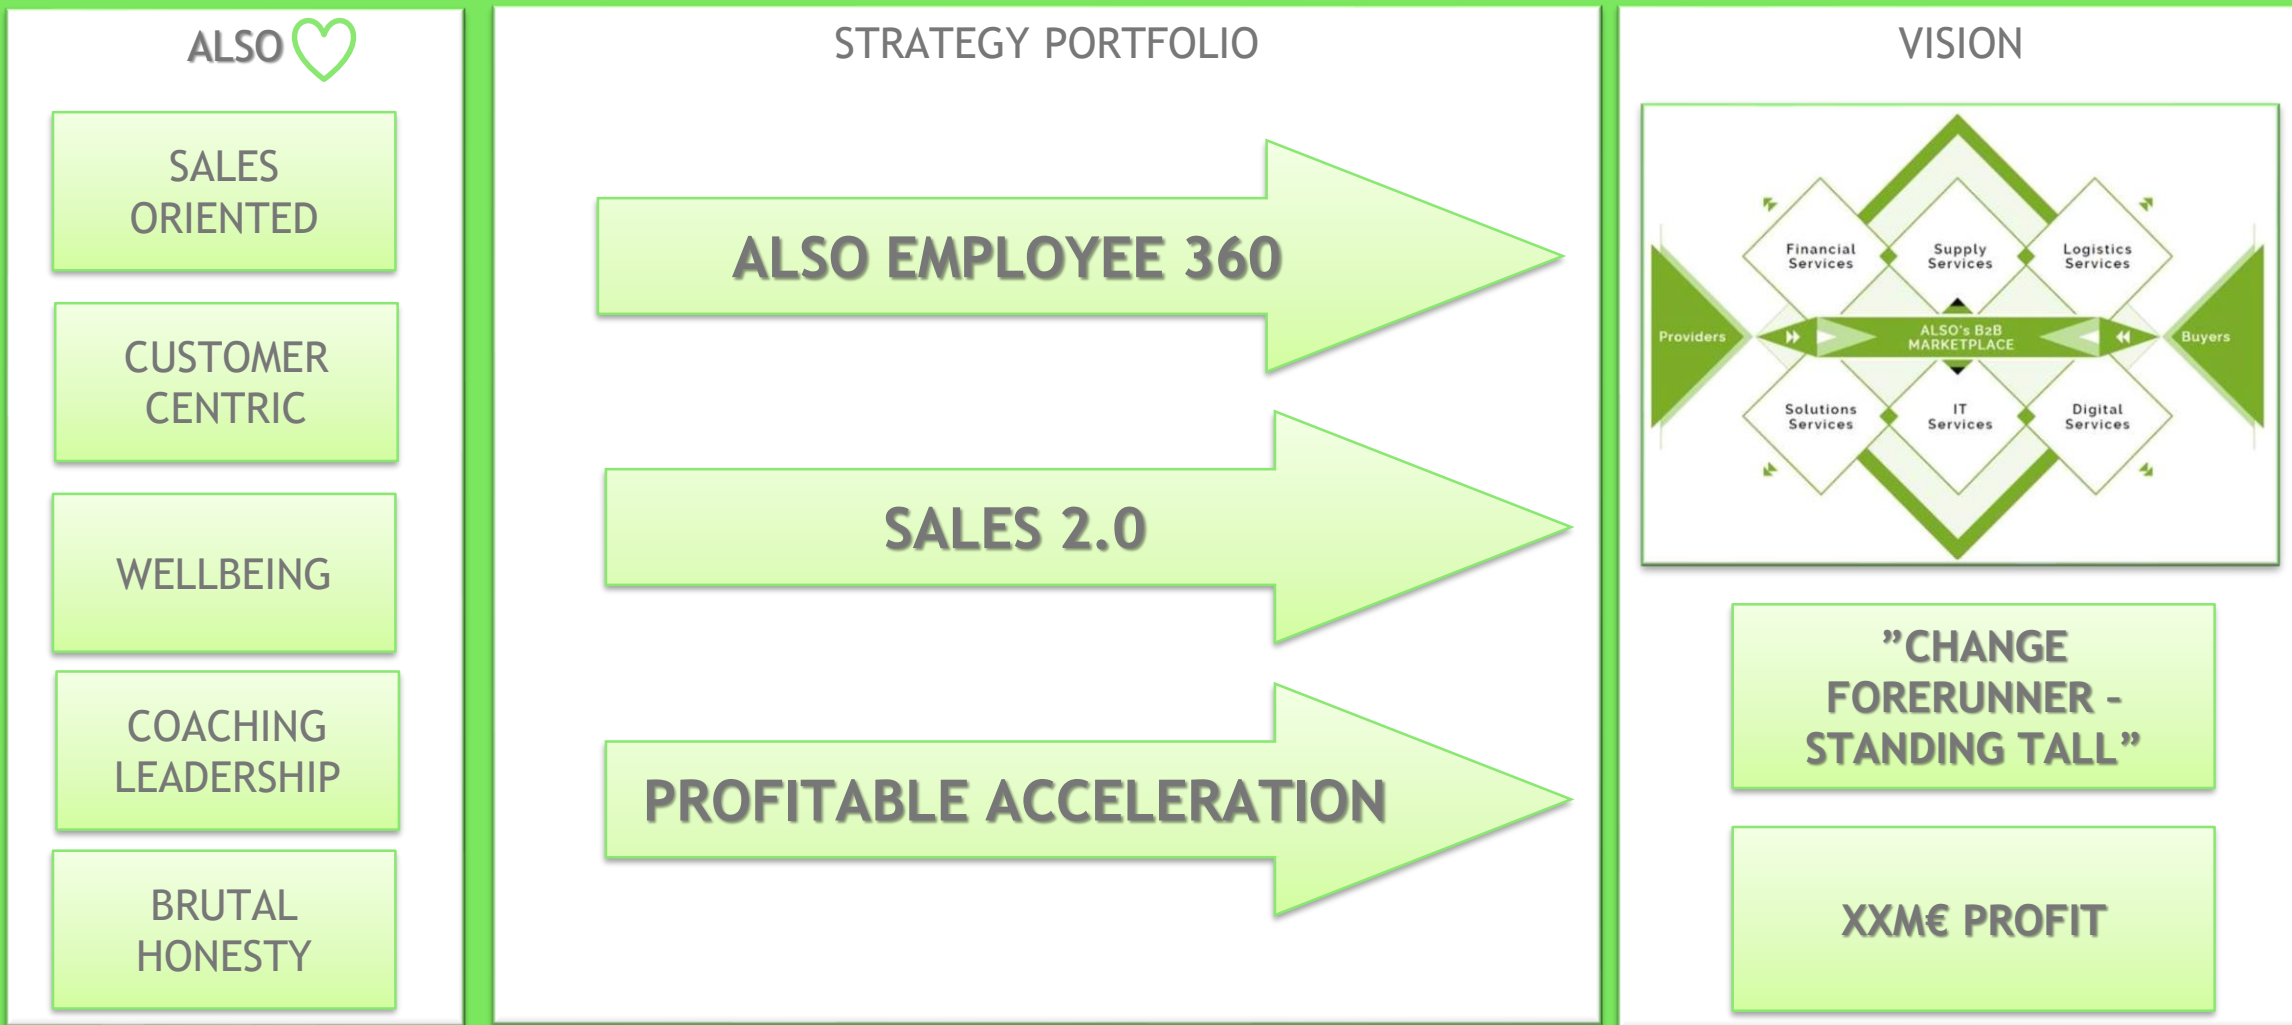 ALSO
SALES
ORIENTED
CUSTOMER
CENTRIC
WELLBEING
COACHING
LEADERSHIP
BRUTAL
HONESTY
STRATEGY PORTFOLIO
ALSO EMPLOYEE 360
SALES 2.0
PROFITABLE ACCELERATION
VISION
Financial
Services
Supply
Services
Logistics
Services
Providers
ALSO's B2B
MARKETPLACE
Buyers
Solutions
Services
IT
Services
Digital
Services
”CHANGE
FORERUNNER –
STANDING TALL”
XXM€ PROFIT